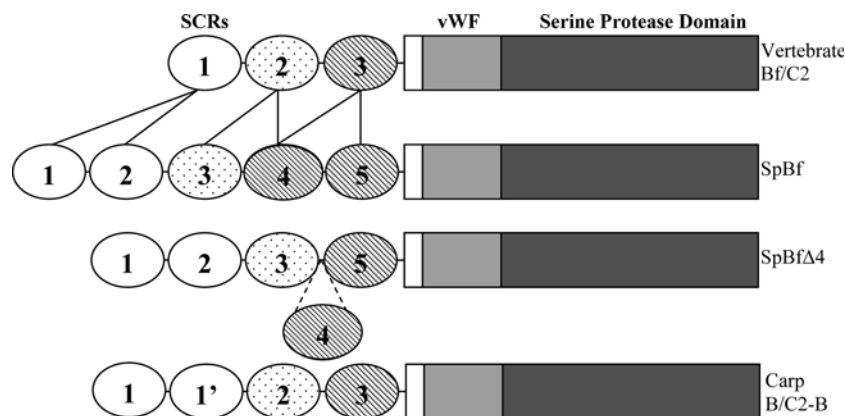 SCRs vWF Serine Protease Domain
1 2 3 Vertebrate
Bf/C2
1 2 3 4 5 SpBf
1 2 3 5 SpBfΔ4
4
1 1’ 2 3 Carp
B/C2-B